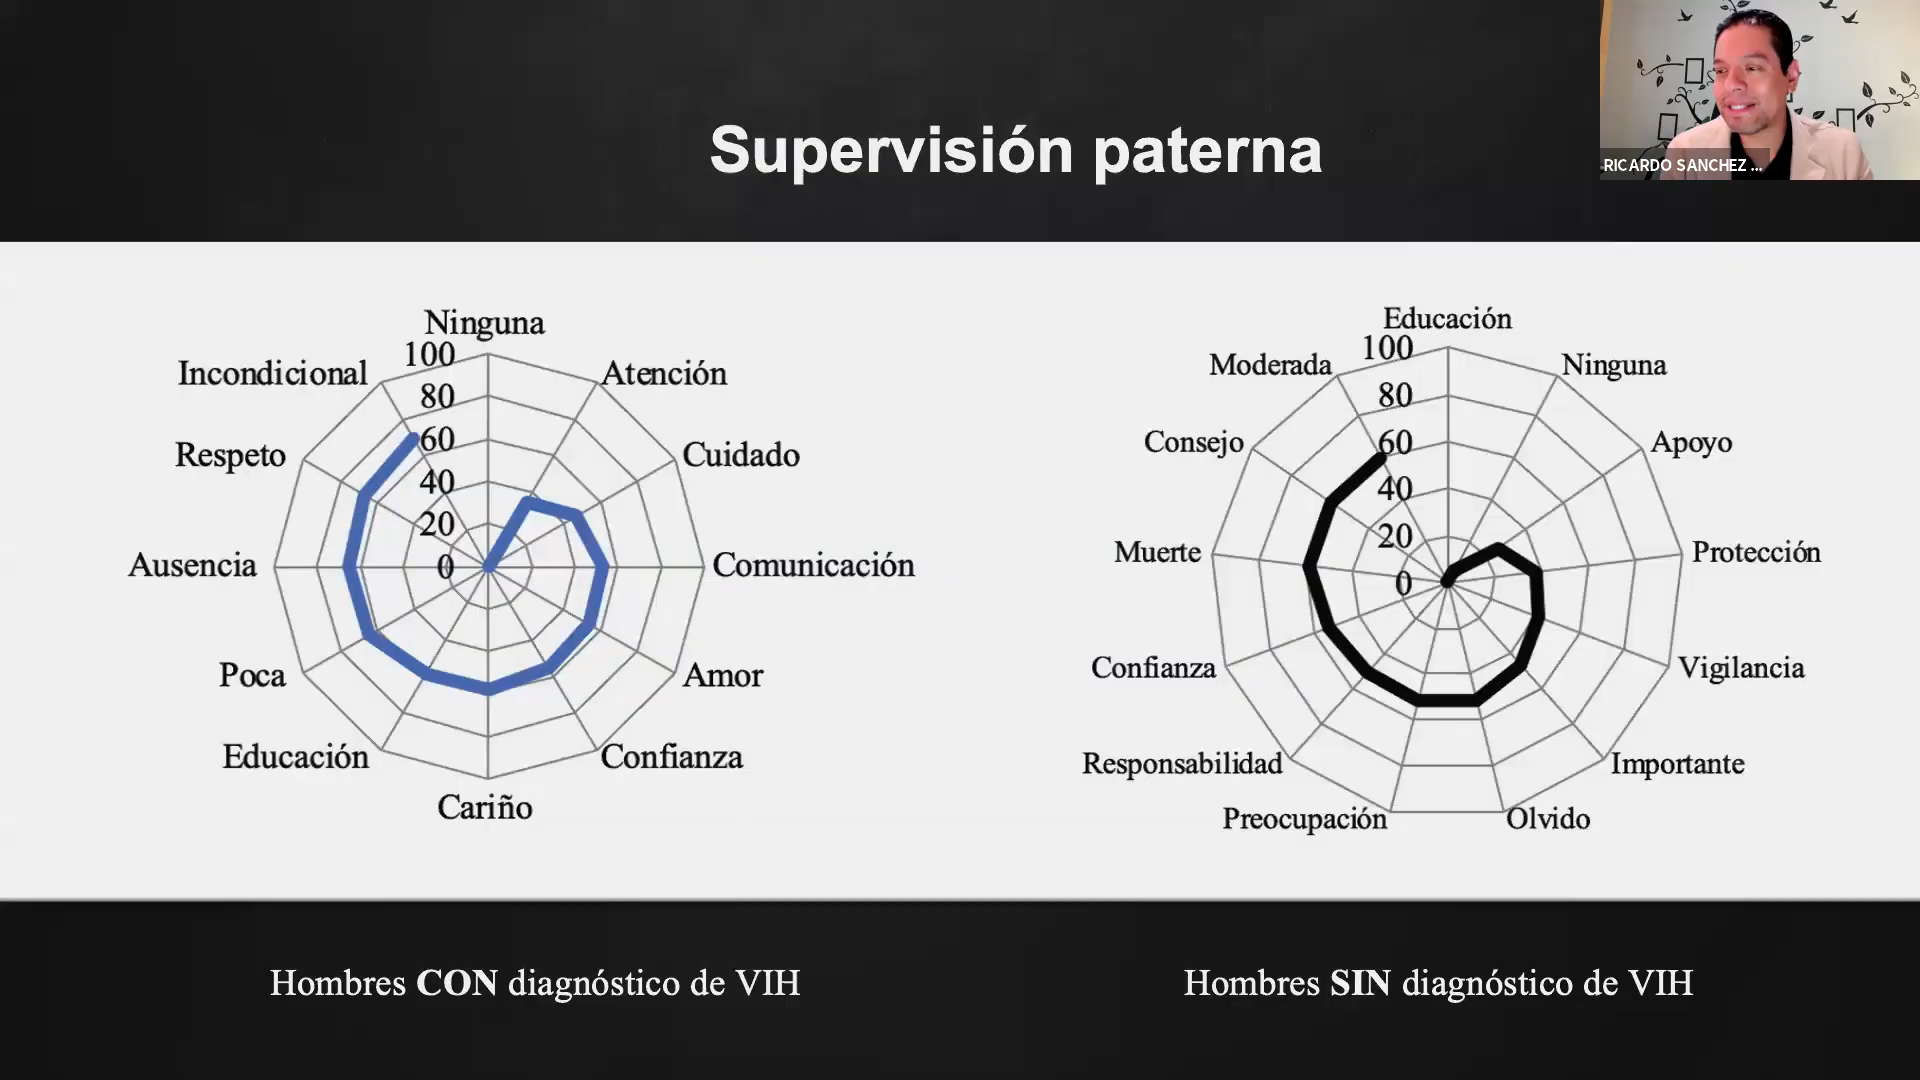 Supervisión paterna
RICARDO SANCHEZ ...
Ninguna
Atención
Cuidado
Comunicación
Amor
Confianza
Cariño
Educación
Poca
Ausencia
Respeto
Incondicional
100
80
60
40
20
0
Educación
Ninguna
Apoyo
Protección
Vigilancia
Importante
Olvido
Preocupación
Responsabilidad
Confianza
Muerte
Consejo
Moderada
100
80
60
40
20
0
Hombres CON diagnóstico de VIH
Hombres SIN diagnóstico de VIH